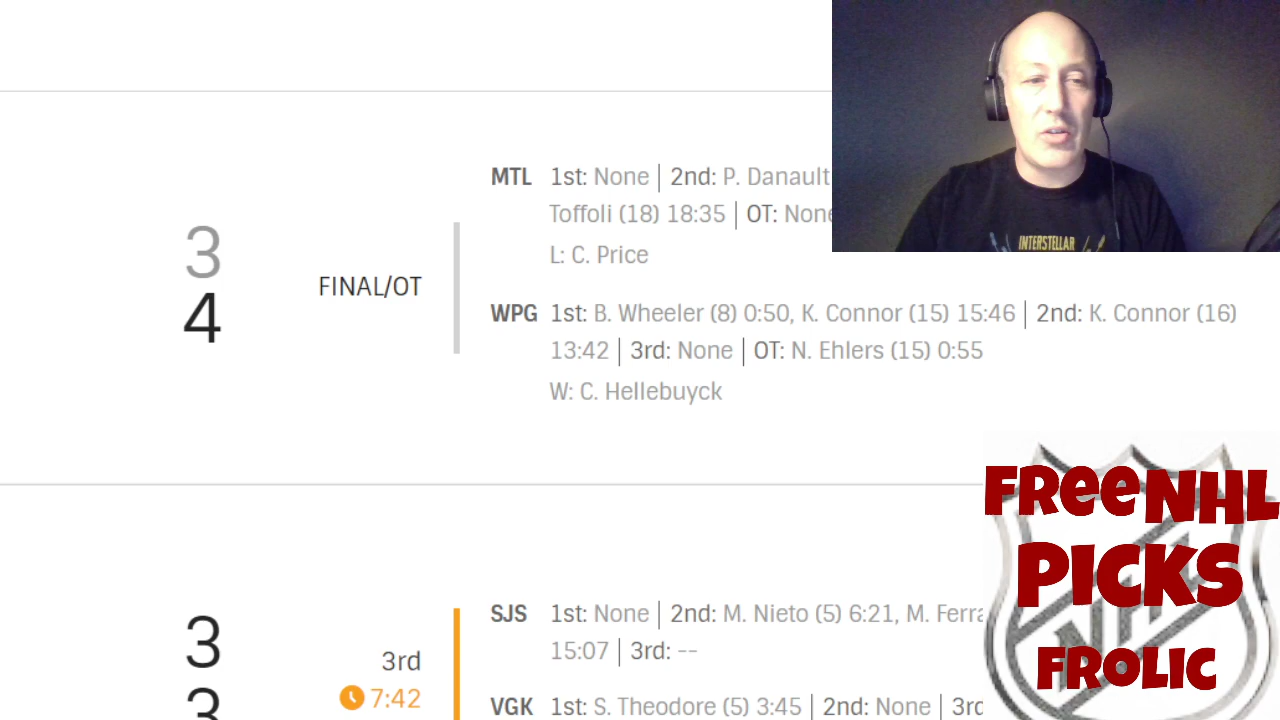 MTL 1st: None | 2nd: P. Danault
Toffoli (18) 18:35 | OT: None
L: C. Price
3
4
FINAL/OT
WPG 1st: B. Wheeler (8) 0:50, K. Connor (15) 15:46 | 2nd: K. Connor (16)
13:42 | 3rd: None | OT: N. Ehlers (15) 0:55
W: C. Hellebuyck
SJS 1st: None | 2nd: M. Nieto (5) 6:21, M. Ferra
15:07 | 3rd: --
3
3
3rd
7:42
VGK 1st: S. Theodore (5) 3:45 | 2nd: None | 3rd
INTERSTELLAR
FREE NHL
PICKS
FROLIC
NHL